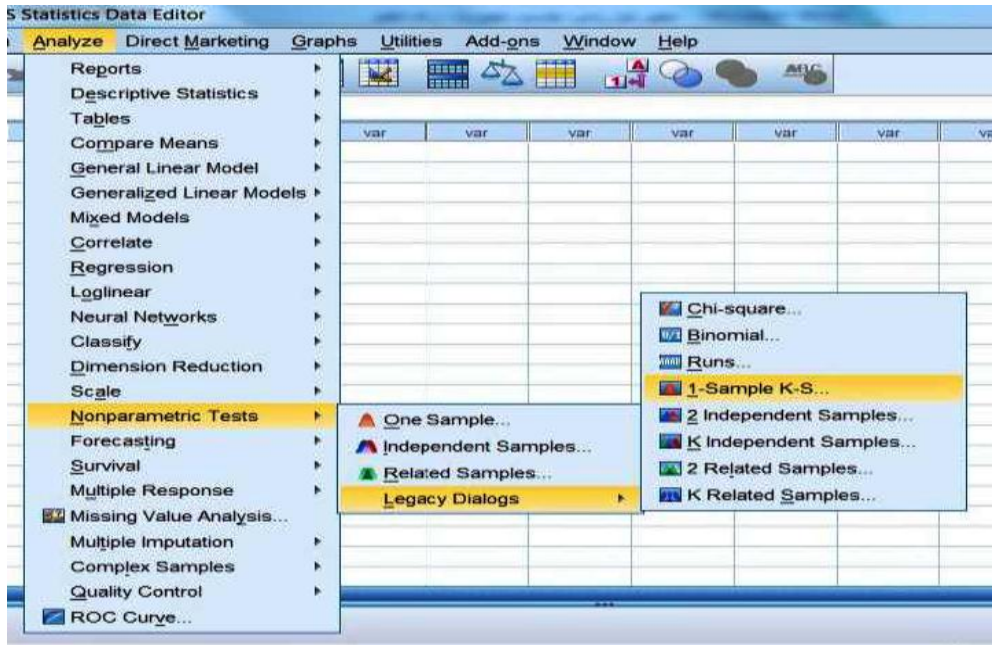 S Statistics Data Editor
Analyze Direct Marketing Graphs Utilities Add-ons Window Help
Reports
Descriptive Statistics
Tables
Compare Means
General Linear Model
Generalized Linear Models
Mixed Models
Correlate
Regression
Loglinear
Neural Networks
Classify
Dimension Reduction
Scale
Nonparametric Tests
Forecasting
Survival
Multiple Response
Missing Value Analysis...
Multiple Imputation
Complex Samples
Quality Control
ROC Curve...
var var var var var var
One Sample...
Independent Samples...
Related Samples...
Legacy Dialogs
Chi-square...
Binomial...
Runs...
1-Sample K-S...
2 Independent Samples...
K Independent Samples...
2 Related Samples...
K Related Samples...